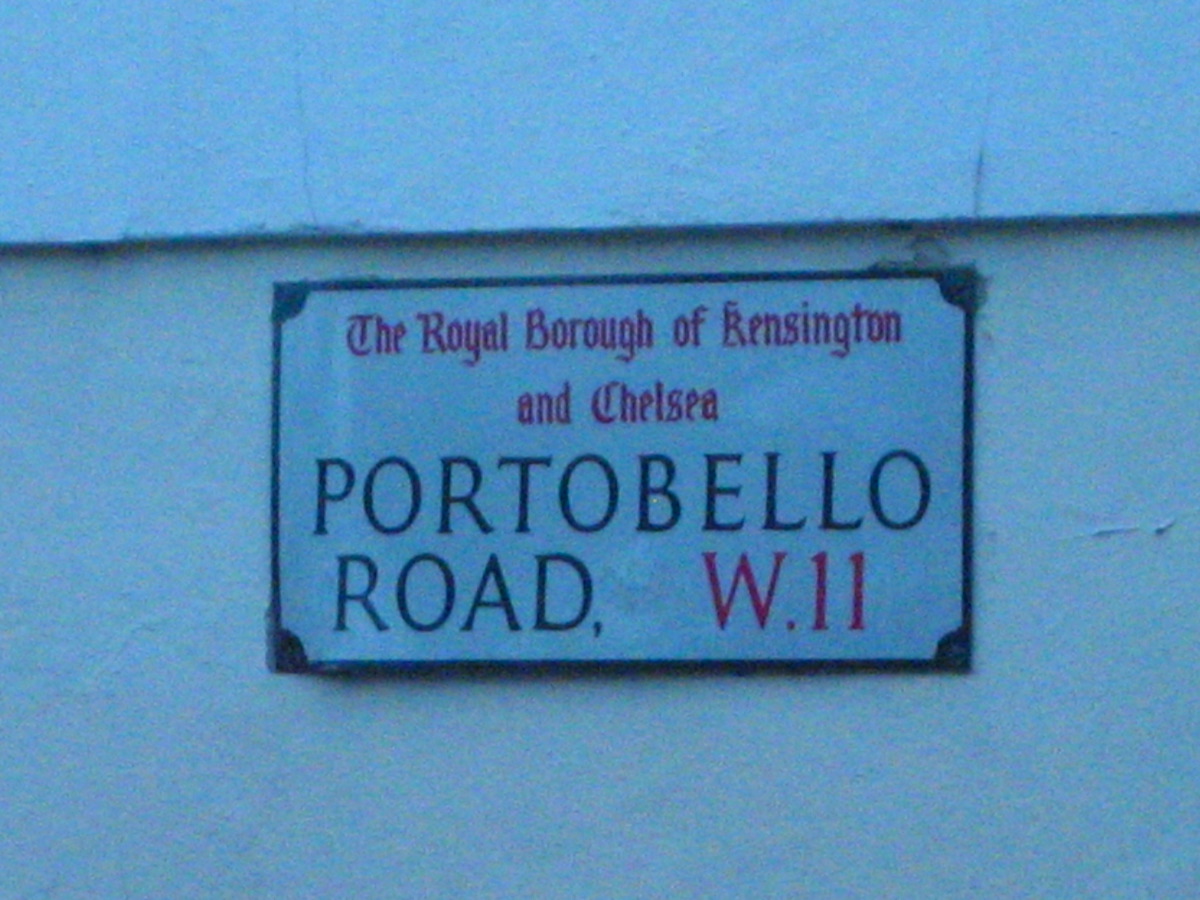 The Royal Borough of Kensington
and Chelsea
PORTOBELLO
ROAD, W.11